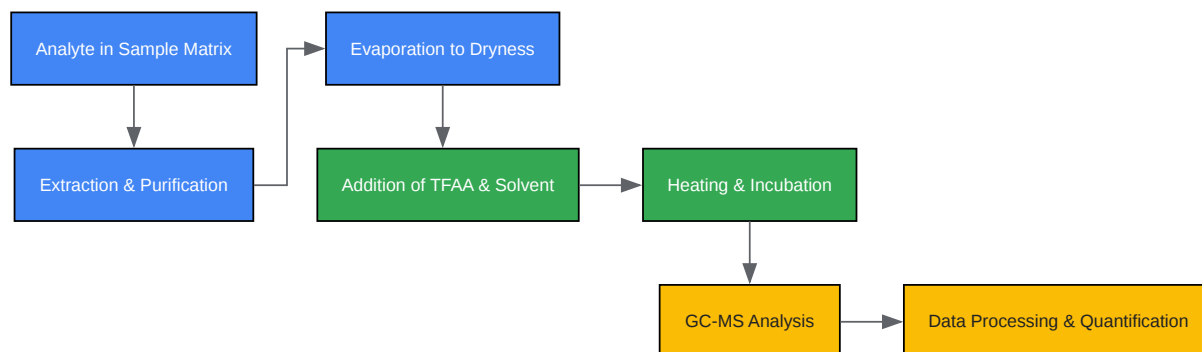 Analyte in Sample Matrix
Extraction & Purification
Evaporation to Dryness
Addition of TFAA & Solvent
Heating & Incubation
GC-MS Analysis
Data Processing & Quantification